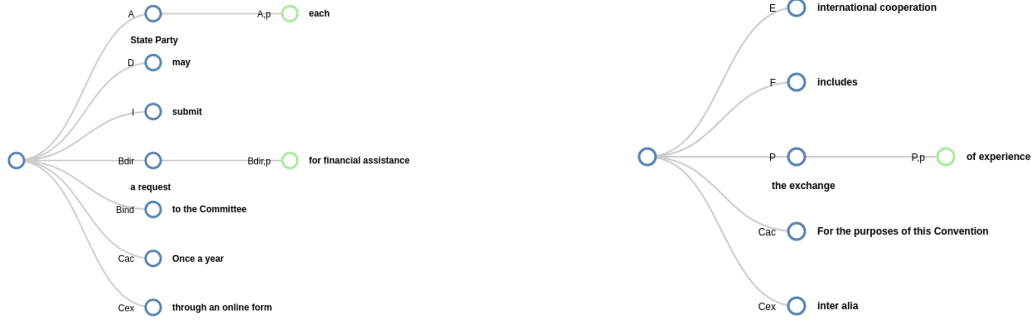 A A,p each
State Party
D may
I submit
Bdir Bdir,p for financial assistance
a request
Bind to the Committee
Cac Once a year
Cex through an online form
E international cooperation
F includes
P P,p of experience
the exchange
Cac For the purposes of this Convention
Cex inter alia